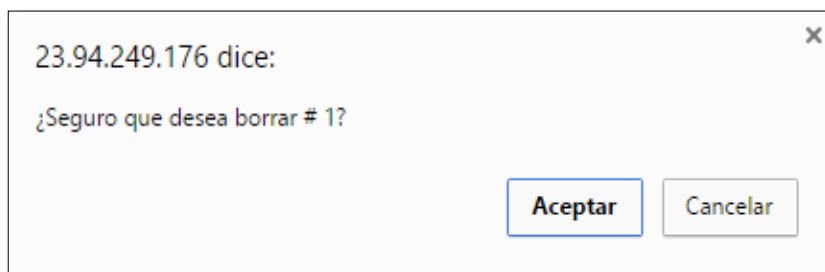 23.94.249.176 dice:
¿Seguro que desea borrar # 1?
Aceptar Cancelar